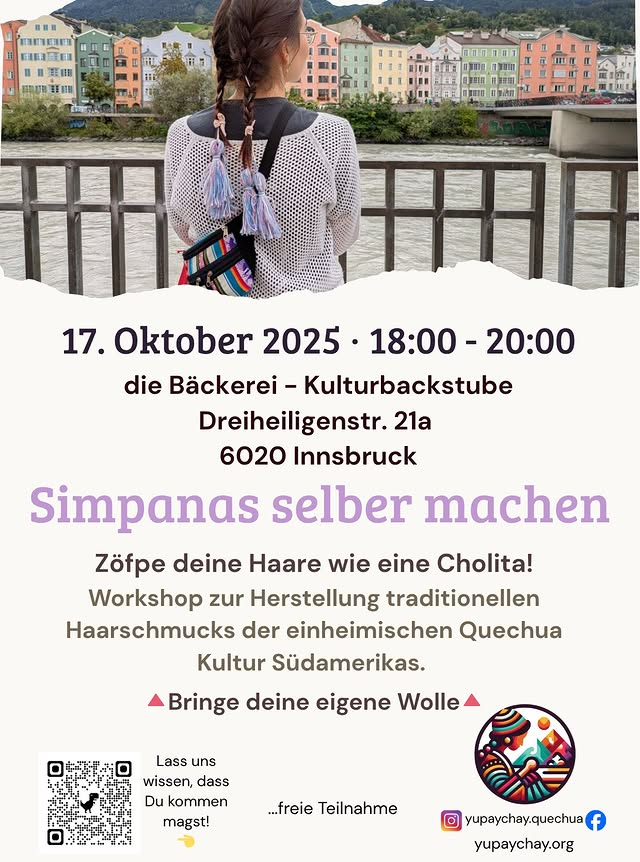 17. Oktober 2025 · 18:00 - 20:00
die Bäckerei – Kulturbackstube
Dreiheiligenstr. 21a
6020 Innsbruck
Simpanas selber machen
Zöfpe deine Haare wie eine Cholita!
Workshop zur Herstellung traditionellen
Haarschmucks der einheimischen Quechua
Kultur Südamerikas.
🔺Bringe deine eigene Wolle🔺
Lass uns
wissen, dass
Du kommen
magst!
👈
...freie Teilnahme
yupaychay.quechua
yupaychay.org